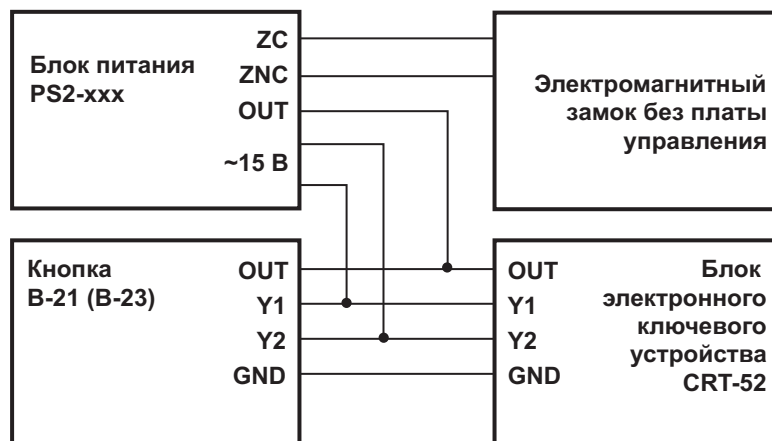 Блок питания
PS2-xxx
ZC
ZNC
OUT
~15 В
Электромагнитный
замок без платы
управления
Кнопка
В-21 (В-23)
OUT
Y1
Y2
GND
OUT
Y1
Y2
GND
Блок
электронного
ключевого
устройства
CRT-52